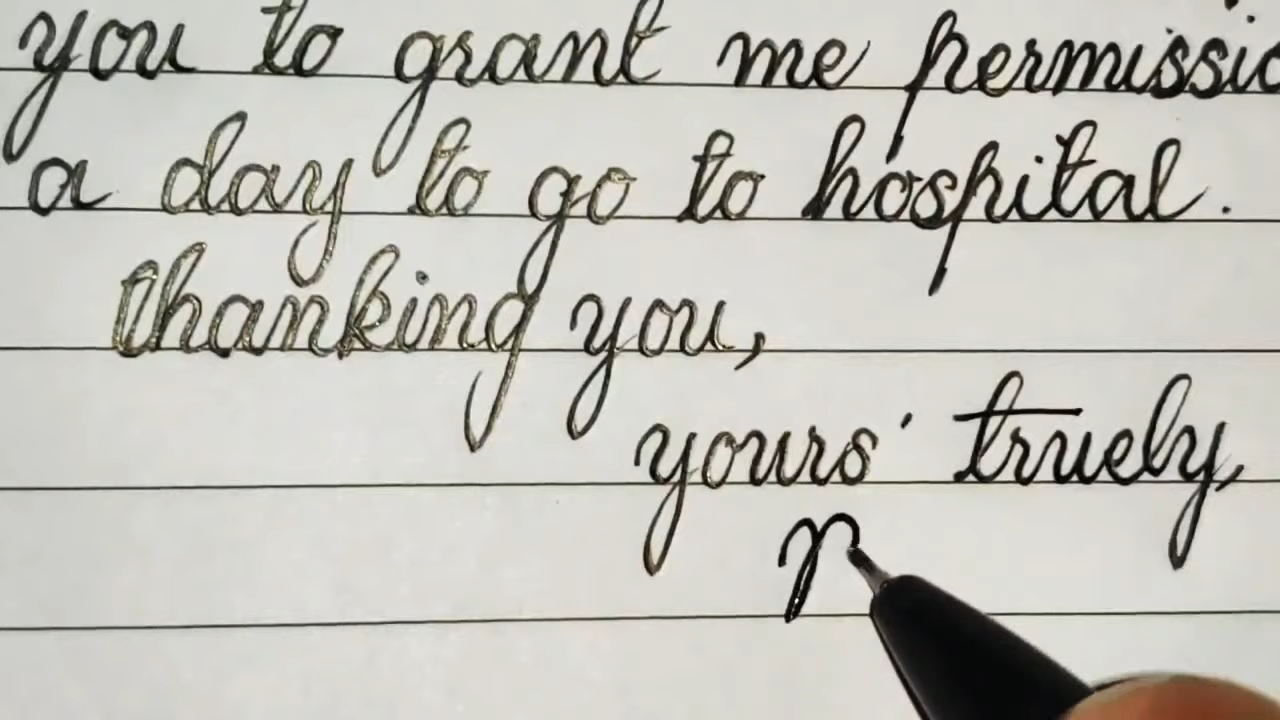 you to grant me permissio
a day to go to hospital.
Thanking you,
yours' truely,